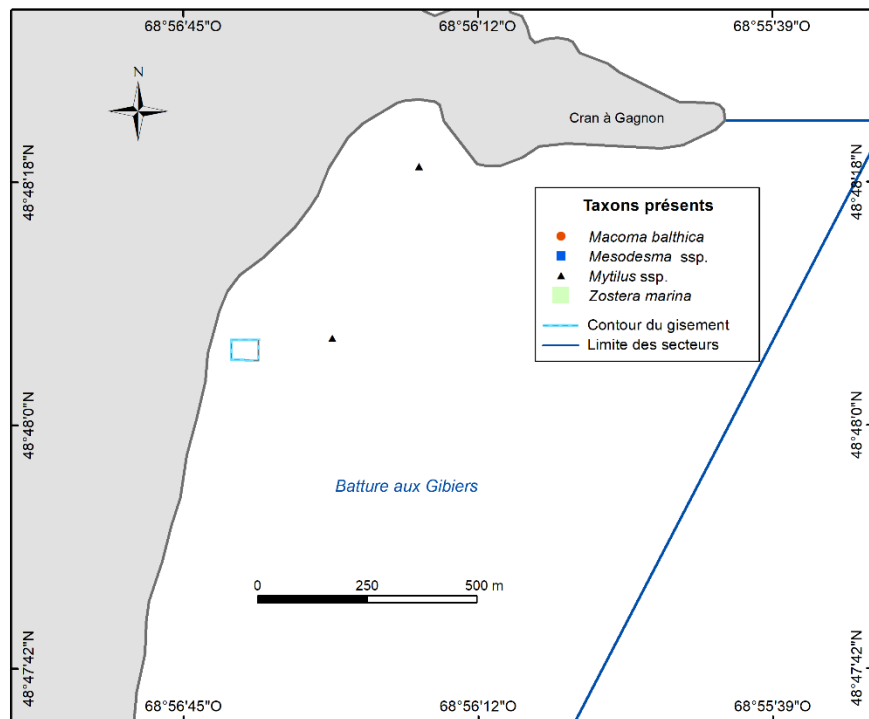 68°56'45"O
68°56'12"O
68°55'39"O
N
Cran à Gagnon
48°48'18"N
48°48'18"N
Taxons présents
Macoma balthica
Mesodesma ssp.
Mytilus ssp.
Zostera marina
Contour du gisement
Limite des secteurs
48°48'0"N
48°48'0"N
Batture aux Gibiers
0 250 500 m
48°47'42"N
48°47'42"N
68°56'45"O
68°56'12"O
68°55'39"O